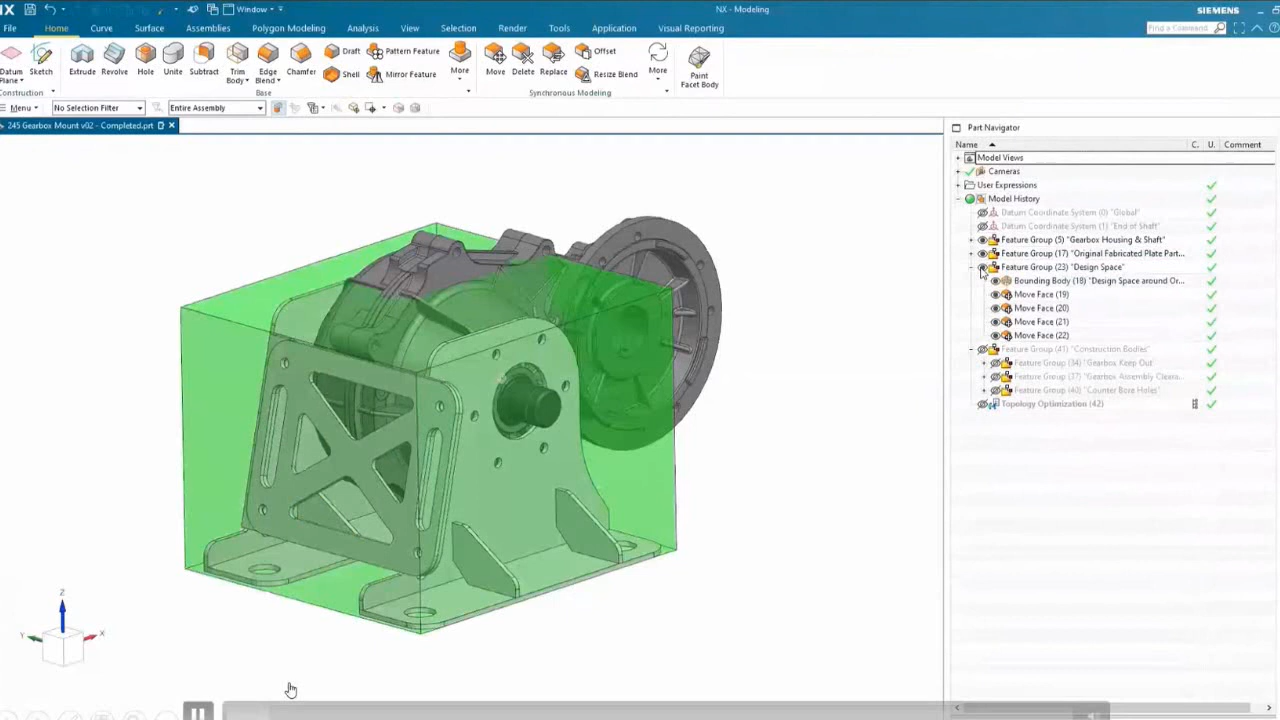 NX
Window
NX - Modeling
SIEMENS
File Home Curve Surface Assemblies Polygon Modeling Analysis View Selection Render Tools Application Visual Reporting
Find a Command
Datum Plane
Sketch
Extrude
Revolve
Hole
Unite
Subtract
Trim Body
Edge Blend
Chamfer
Draft
Shell
Pattern Feature
Mirror Feature
More
Move
Delete
Replace
Offset
Resize Blend
More
Paint Facet Body
Construction
Base
Synchronous Modeling
Menu
No Selection Filter
Entire Assembly
245 Gearbox Mount v02 - Completed.prt
Part Navigator
Name C. U. Comment
Model Views
Cameras
User Expressions
Model History
Datum Coordinate System (0) "Global"
Datum Coordinate System (1) "End of Shaft"
Feature Group (5) "Gearbox Housing & Shaft"
Feature Group (17) "Original Fabricated Plate Part...
Feature Group (23) "Design Space"
Bounding Body (18) "Design Space around Or...
Move Face (19)
Move Face (20)
Move Face (21)
Move Face (22)
Feature Group (41) "Construction Bodies"
Feature Group (34) "Gearbox Keep Out
Feature Group (37) "Gearbox Assembly Cleara...
Feature Group (40) "Counter Bore Holes"
Topology Optimization (42)
Z
Y
X